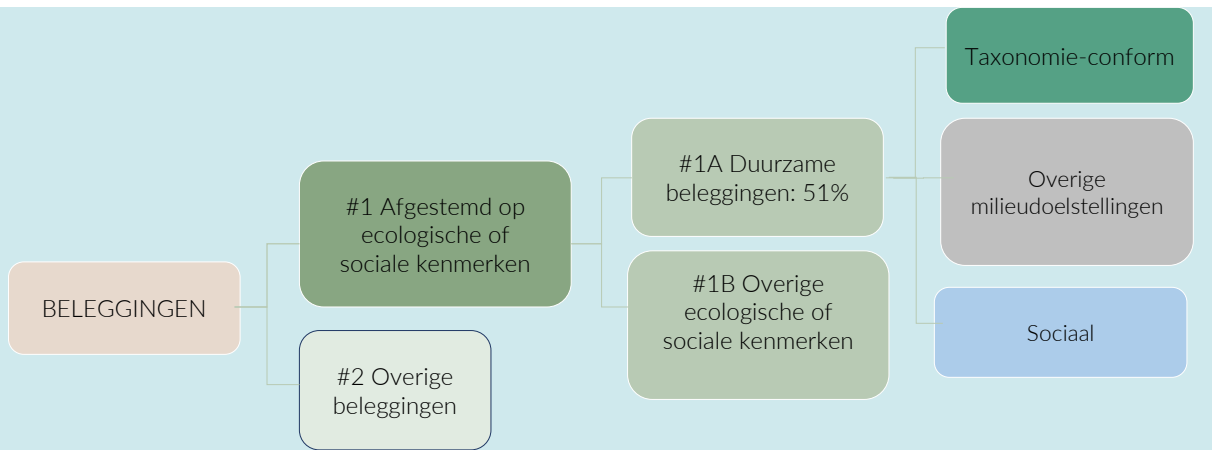 BELEGGINGEN
#1 Afgestemd op
ecologische of
sociale kenmerken
#2 Overige
beleggingen
#1A Duurzame
beleggingen: 51%
#1B Overige
ecologische of
sociale kenmerken
Taxonomie-conform
Overige
milieudoelstellingen
Sociaal